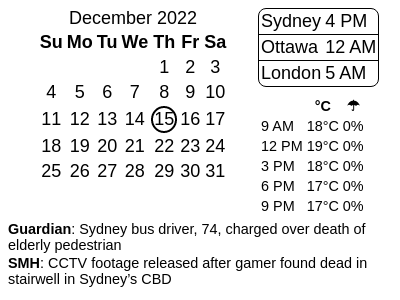 December 2022
Su Mo Tu We Th Fr Sa
1 2 3
4 5 6 7 8 9 10
11 12 13 14 15 16 17
18 19 20 21 22 23 24
25 26 27 28 29 30 31
Sydney 4 PM
Ottawa 12 AM
London 5 AM
°C ☂
9 AM 18°C 0%
12 PM 19°C 0%
3 PM 18°C 0%
6 PM 17°C 0%
9 PM 17°C 0%
Guardian: Sydney bus driver, 74, charged over death of
elderly pedestrian
SMH: CCTV footage released after gamer found dead in
stairwell in Sydney’s CBD